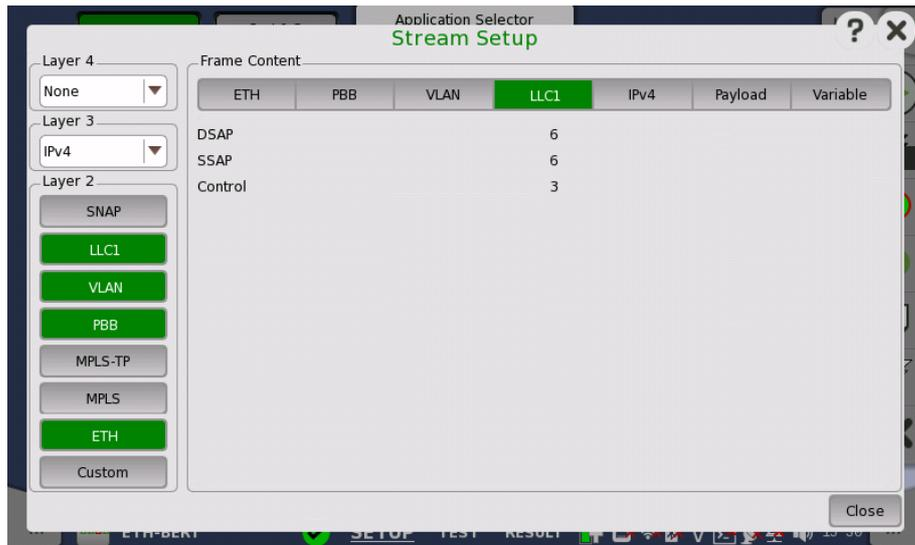 Application Selector
Stream Setup
?
Layer 4
None
Layer 3
IPv4
Layer 2
SNAP
LLC1
VLAN
PBB
MPLS-TP
MPLS
ETH
Custom
Frame Content
ETH PBB VLAN LLC1 IPv4 Payload Variable
DSAP 6
SSAP 6
Control 3
Close
ETH-BERT SETUP TEST RESULT